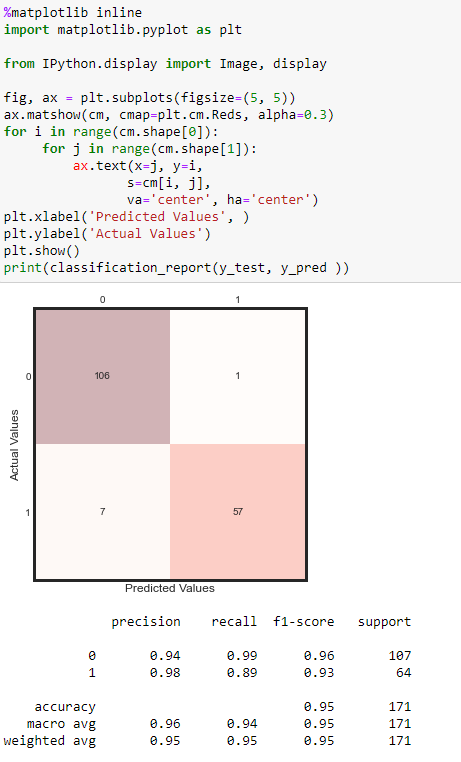 %matplotlib inline
import matplotlib.pyplot as plt
from IPython.display import Image, display
fig, ax = plt.subplots(figsize=(5, 5))
ax.matshow(cm, cmap=plt.cm.Reds, alpha=0.3)
for i in range(cm.shape[0]):
     for j in range(cm.shape[1]):
         ax.text(x=j, y=i,
                s=cm[i, j],
                va='center', ha='center')
plt.xlabel('Predicted Values', )
plt.ylabel('Actual Values')
plt.show()
print(classification_report(y_test, y_pred ))
0 1
0 106 1
Actual Values
1 7 57
Predicted Values
precision recall f1-score support
0 0.94 0.99 0.96 107
1 0.98 0.89 0.93 64
accuracy 0.95 171
macro avg 0.96 0.94 0.95 171
weighted avg 0.95 0.95 0.95 171